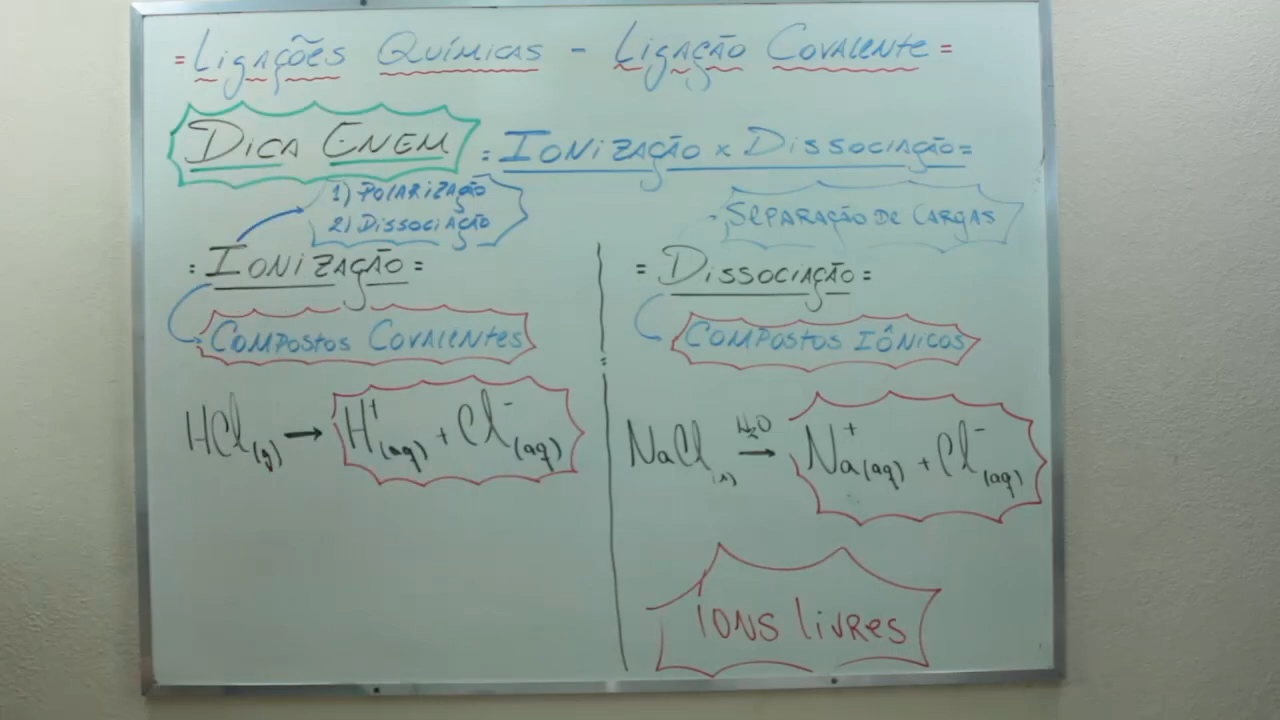 = Ligações Químicas - Ligação Covalente =
Dica Enem = Ionização x Dissociação =
1) Polarização
2) Dissociação
- Separação de Cargas
= Ionização =
= Dissociação =
Compostos Covalentes
Compostos Iônicos
HCl(g) → H⁺(aq) + Cl⁻(aq)
NaCl(s) H₂O → Na⁺(aq) + Cl⁻(aq)
Íons livres